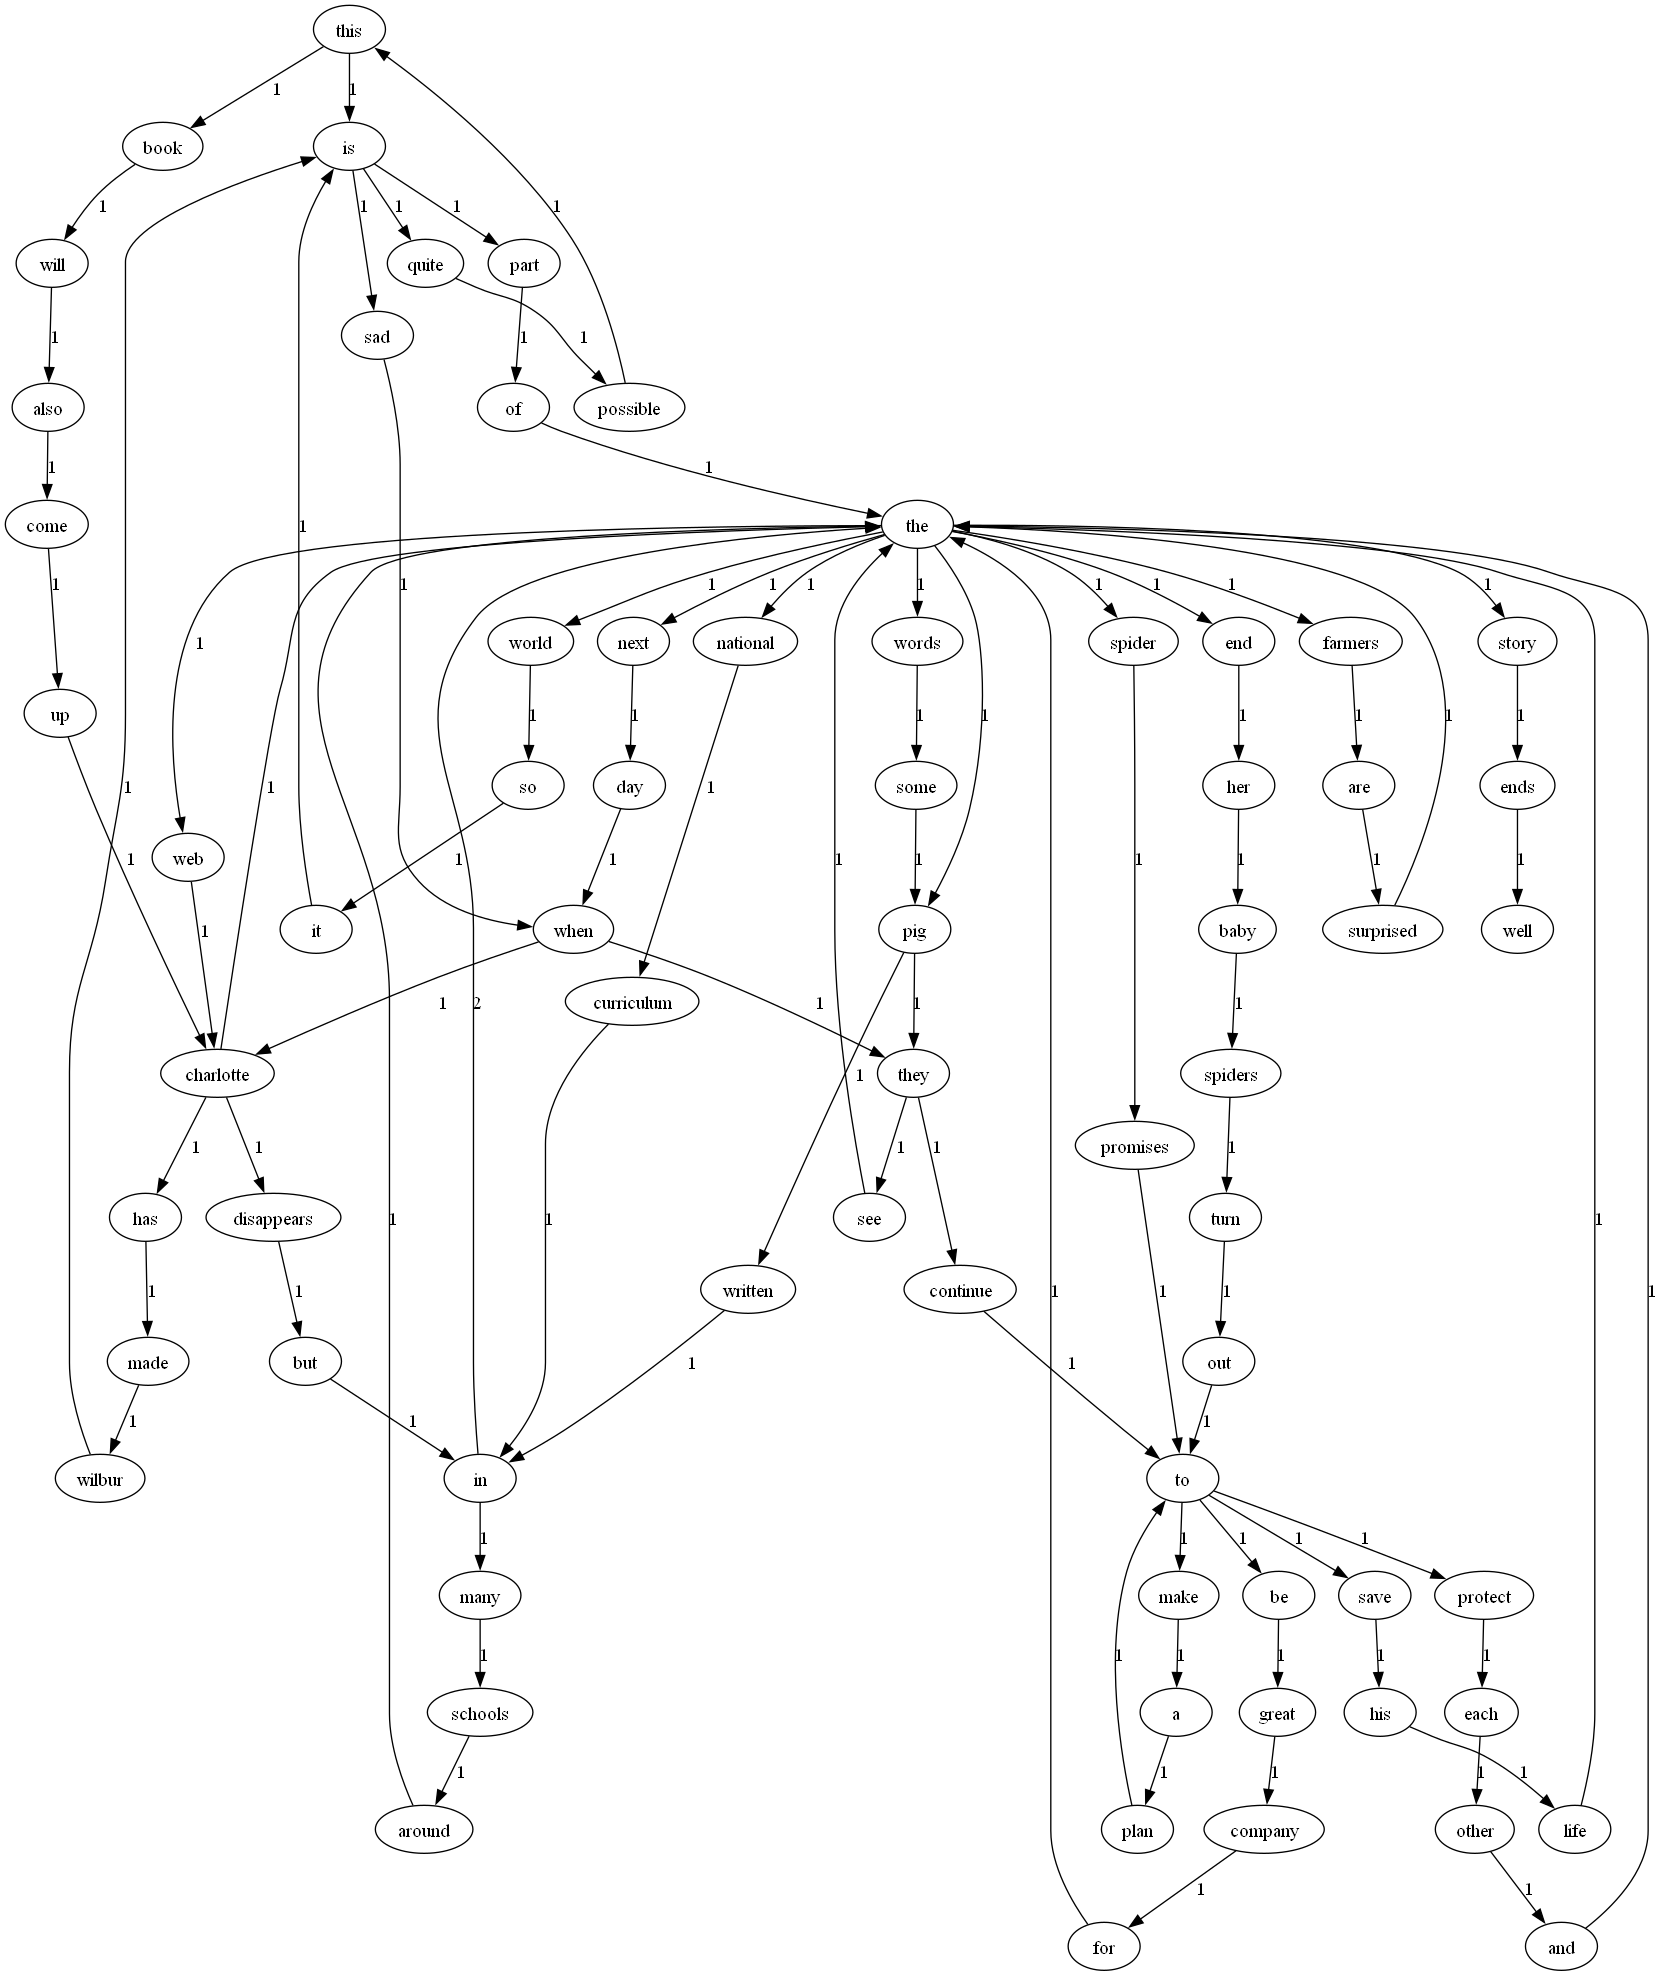 this
1
1
book
is
1
1
1
1
1
will
quite
part
sad
1
1
1
also
of
possible
1
1
come
the
1
1
1
1
1
1
1
1
1
1
1
world
next
national
words
spider
end
farmers
story
1
1
up
1
1
1
1
1
1
1
1
1
so
day
some
her
are
ends
1
1
1
1
web
1
1
1
1
1
1
1
1
it
when
pig
baby
surprised
well
1
curriculum
1
2
1
1
1
charlotte
they
spiders
1
1
1
1
1
1
promises
has
disappears
see
turn
1
1
1
written
continue
1
1
1
1
made
but
out
1
1
1
1
1
1
wilbur
in
to
1
1
1
1
1
many
make
be
save
protect
1
1
1
1
1
1
schools
a
great
his
each
1
1
1
1
1
around
plan
company
other
life
1
1
for
and